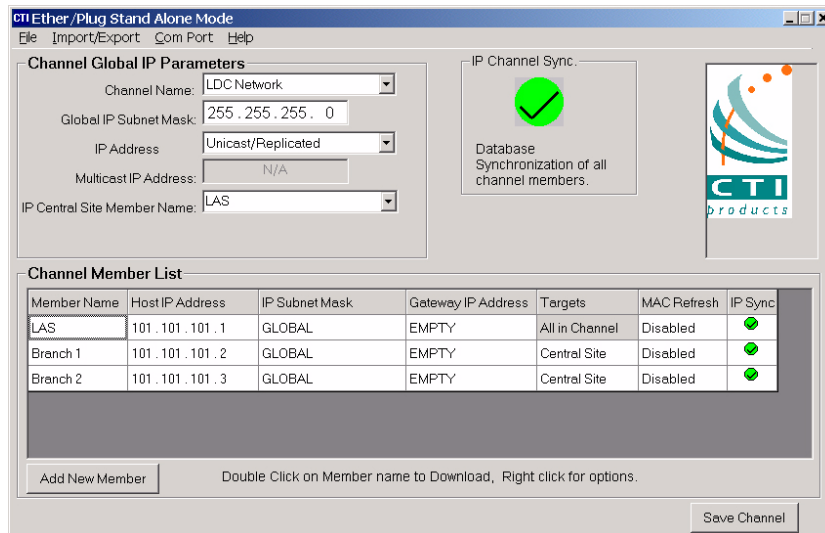 CTI Ether/Plug Stand Alone Mode
File Import/Export Com Port Help
Channel Global IP Parameters
Channel Name: LDC Network
Global IP Subnet Mask: 255 . 255 . 255 . 0
IP Address Unicast/Replicated
Multicast IP Address: N/A
IP Central Site Member Name: LAS
IP Channel Sync.
Database
Synchronization of all
channel members.
CTI
products
Channel Member List
Member Name Host IP Address IP Subnet Mask Gateway IP Address Targets MAC Refresh IP Sync
LAS 101 . 101 . 101 . 1 GLOBAL EMPTY All in Channel Disabled
Branch 1 101 . 101 . 101 . 2 GLOBAL EMPTY Central Site Disabled
Branch 2 101 . 101 . 101 . 3 GLOBAL EMPTY Central Site Disabled
Add New Member Double Click on Member name to Download, Right click for options.
Save Channel